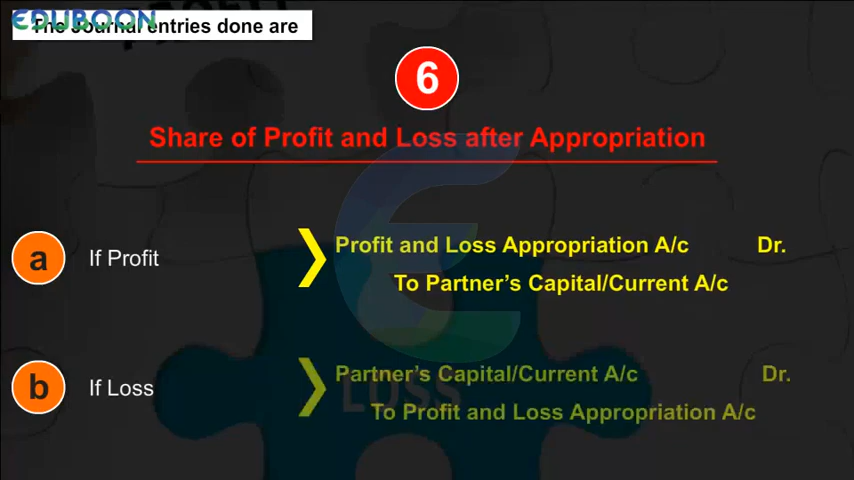 EDUBOON
The Journal entries done are
6
Share of Profit and Loss after Appropriation
a If Profit Profit and Loss Appropriation A/c Dr.
To Partner’s Capital/Current A/c
b If Loss Partner’s Capital/Current A/c Dr.
To Profit and Loss Appropriation A/c
LOSS